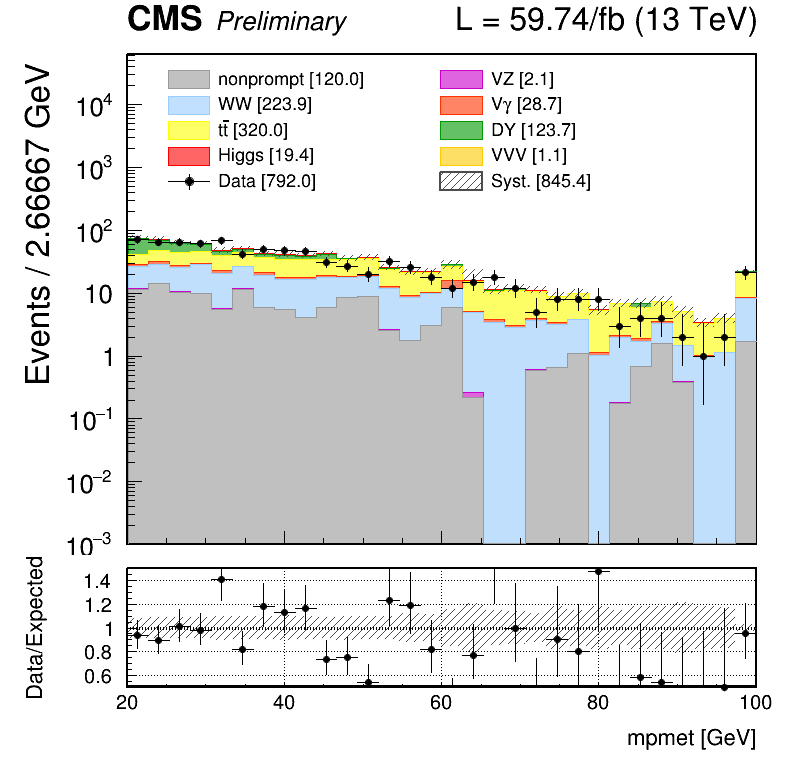 CMS Preliminary L = 59.74/fb (13 TeV)
Events / 2.66667 GeV
nonprompt [120.0] VZ [2.1]
WW [223.9] Vγ [28.7]
tt̄ [320.0] DY [123.7]
Higgs [19.4] VVV [1.1]
Data [792.0] Syst. [845.4]
10⁴
10³
10²
10
1
10⁻¹
10⁻²
10⁻³
Data/Expected
1.4
1.2
1
0.8
0.6
20 40 60 80 100
mpmet [GeV]